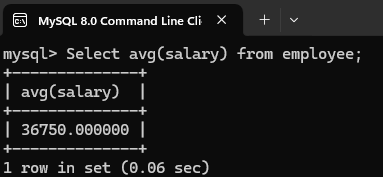 MySQL 8.0 Command Line Clie
mysql> Select avg(salary) from employee;
+--------------+
| avg(salary)  |
+--------------+
| 36750.000000 |
+--------------+
1 row in set (0.06 sec)